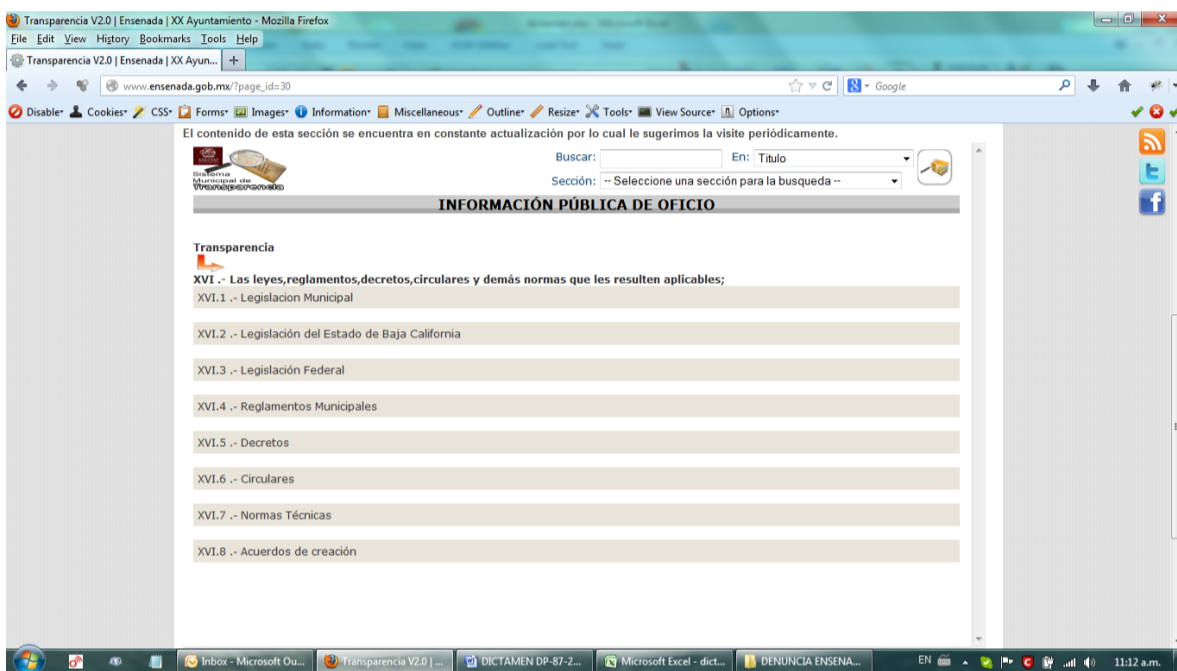 Transparencia V2.0 | Ensenada | XX Ayuntamiento - Mozilla Firefox
File Edit View History Bookmarks Tools Help
Transparencia V2.0 | Ensenada | XX Ayun... +
www.ensenada.gob.mx/?page_id=30 Google
Disable Cookies CSS Forms Images Information Miscellaneous Outline Resize Tools View Source Options
El contenido de esta sección se encuentra en constante actualización por lo cual le sugerimos la visite periódicamente.
Sistema Municipal de Transparencia
Buscar: En: Titulo
Sección: -- Seleccione una sección para la busqueda --
INFORMACIÓN PÚBLICA DE OFICIO
Transparencia
XVI .- Las leyes,reglamentos,decretos,circulares y demás normas que les resulten aplicables;
XVI.1 .- Legislacion Municipal
XVI.2 .- Legislación del Estado de Baja California
XVI.3 .- Legislación Federal
XVI.4 .- Reglamentos Municipales
XVI.5 .- Decretos
XVI.6 .- Circulares
XVI.7 .- Normas Técnicas
XVI.8 .- Acuerdos de creación
Inbox - Microsoft Ou... Transparencia V2.0 | ... DICTAMEN DP-87-2... Microsoft Excel - dict... DENUNCIA ENSENA... EN 11:12 a.m.